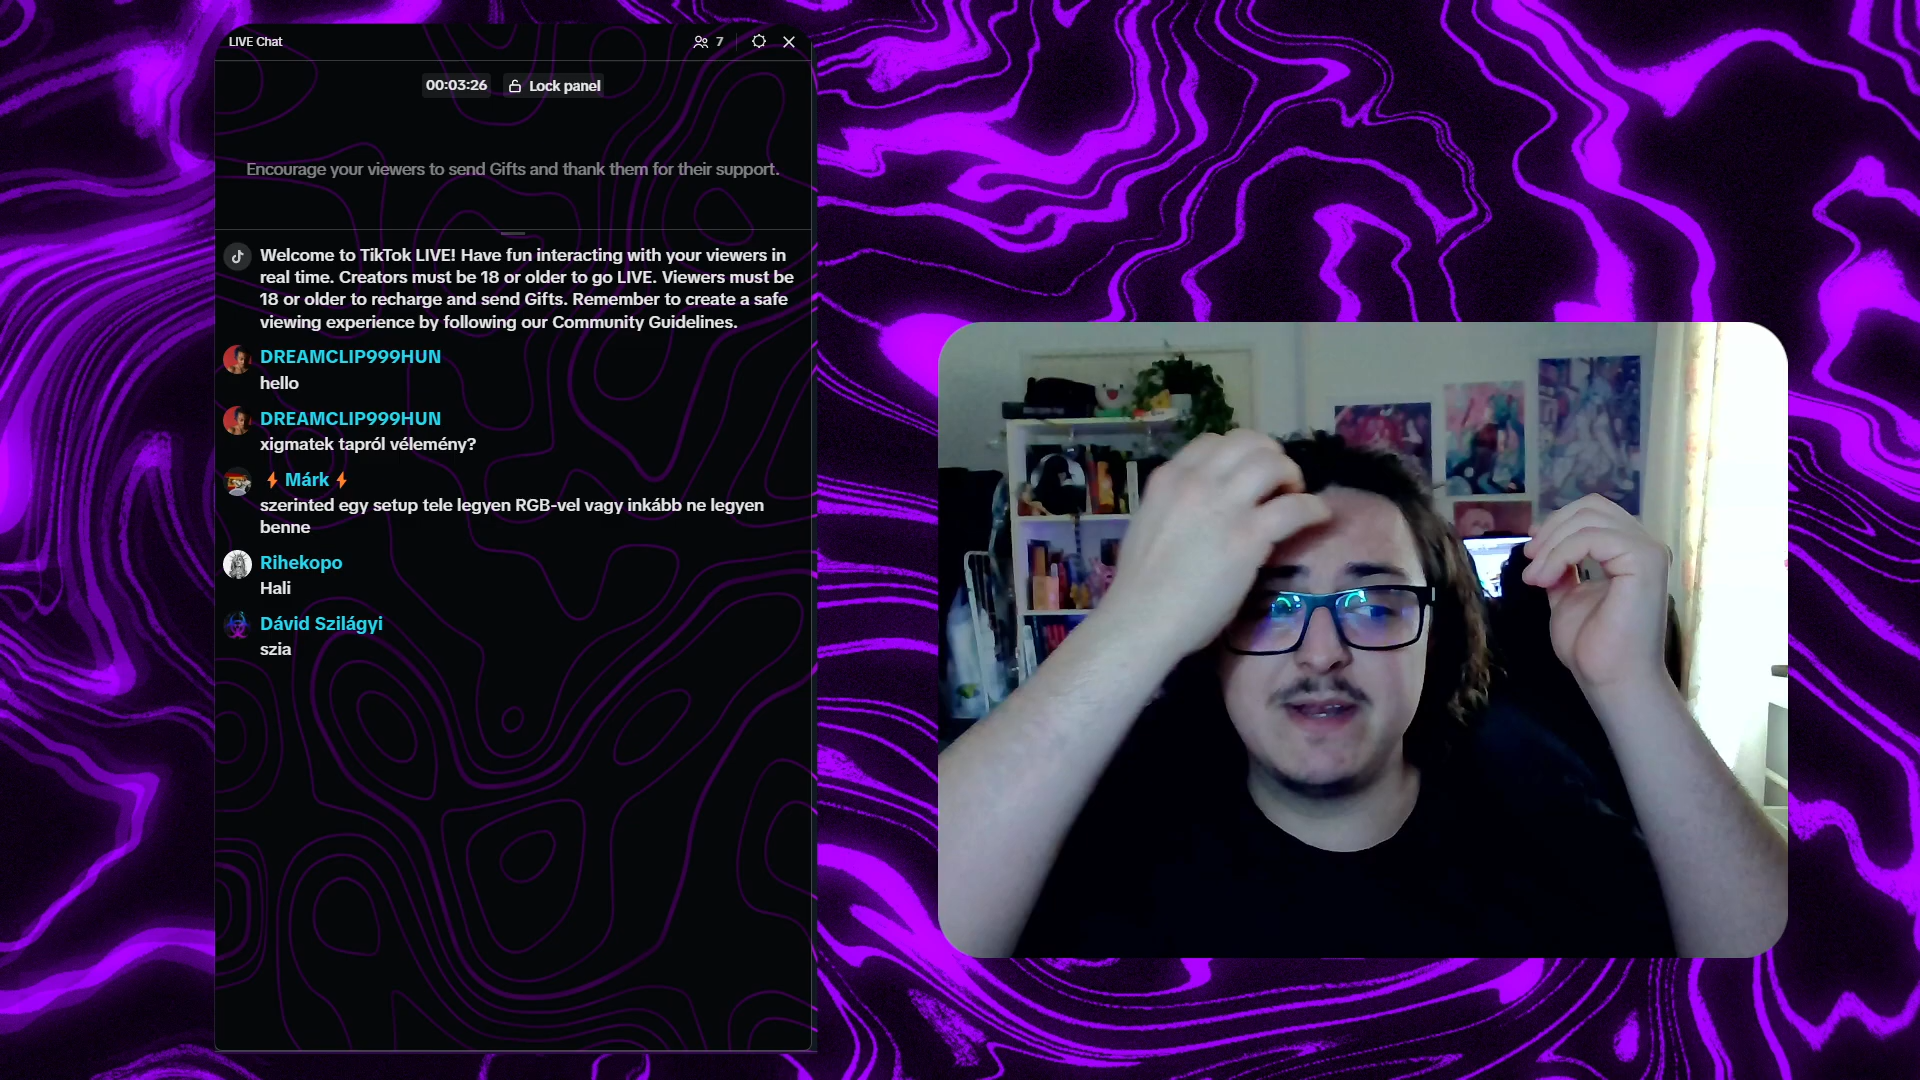 LIVE Chat
7
00:03:26
Lock panel
Encourage your viewers to send Gifts and thank them for their support.
Welcome to TikTok LIVE! Have fun interacting with your viewers in
real time. Creators must be 18 or older to go LIVE. Viewers must be
18 or older to recharge and send Gifts. Remember to create a safe
viewing experience by following our Community Guidelines.
DREAMCLIP999HUN
hello
DREAMCLIP999HUN
xigmatek tapról vélemény?
⚡ Márk ⚡
szerinted egy setup tele legyen RGB-vel vagy inkább ne legyen
benne
Rihekopo
Hali
Dávid Szilágyi
szia